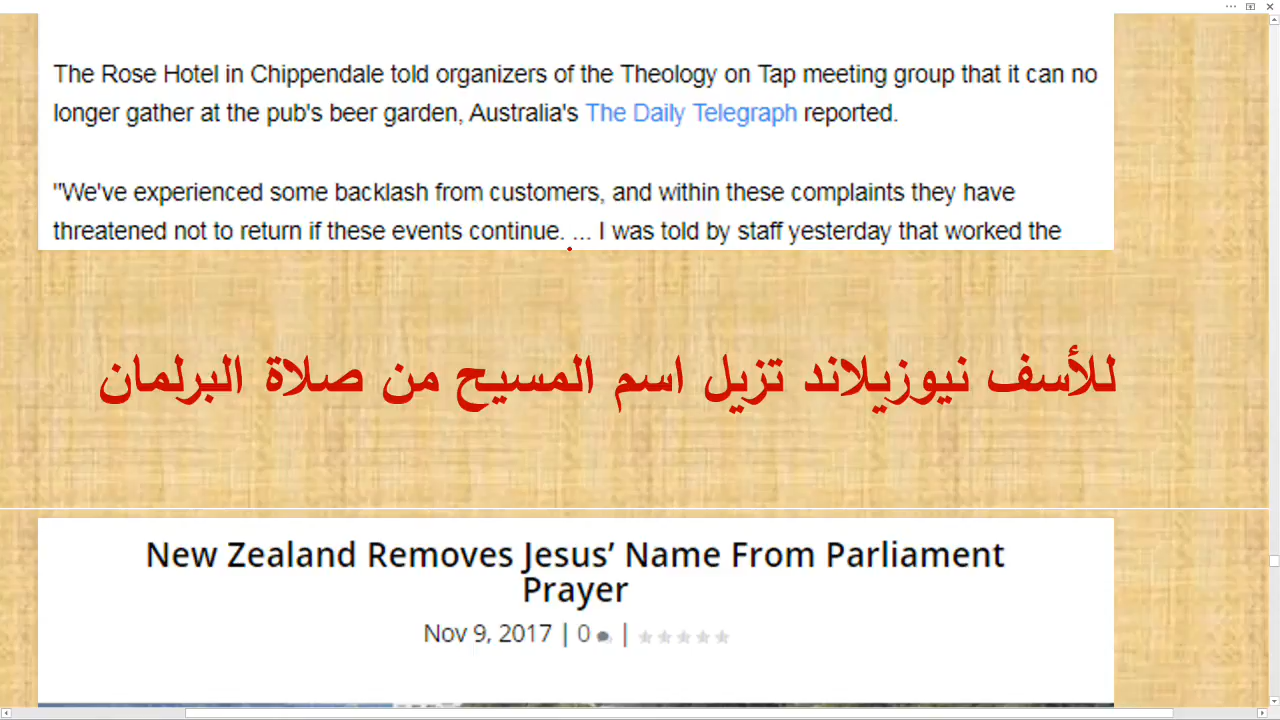 The Rose Hotel in Chippendale told organizers of the Theology on Tap meeting group that it can no
longer gather at the pub's beer garden, Australia's The Daily Telegraph reported.
"We've experienced some backlash from customers, and within these complaints they have
threatened not to return if these events continue. ... I was told by staff yesterday that worked the
للأسف نيوزيلاند تزيل اسم المسيح من صلاة البرلمان
New Zealand Removes Jesus’ Name From Parliament
Prayer
Nov 9, 2017 | 0 |